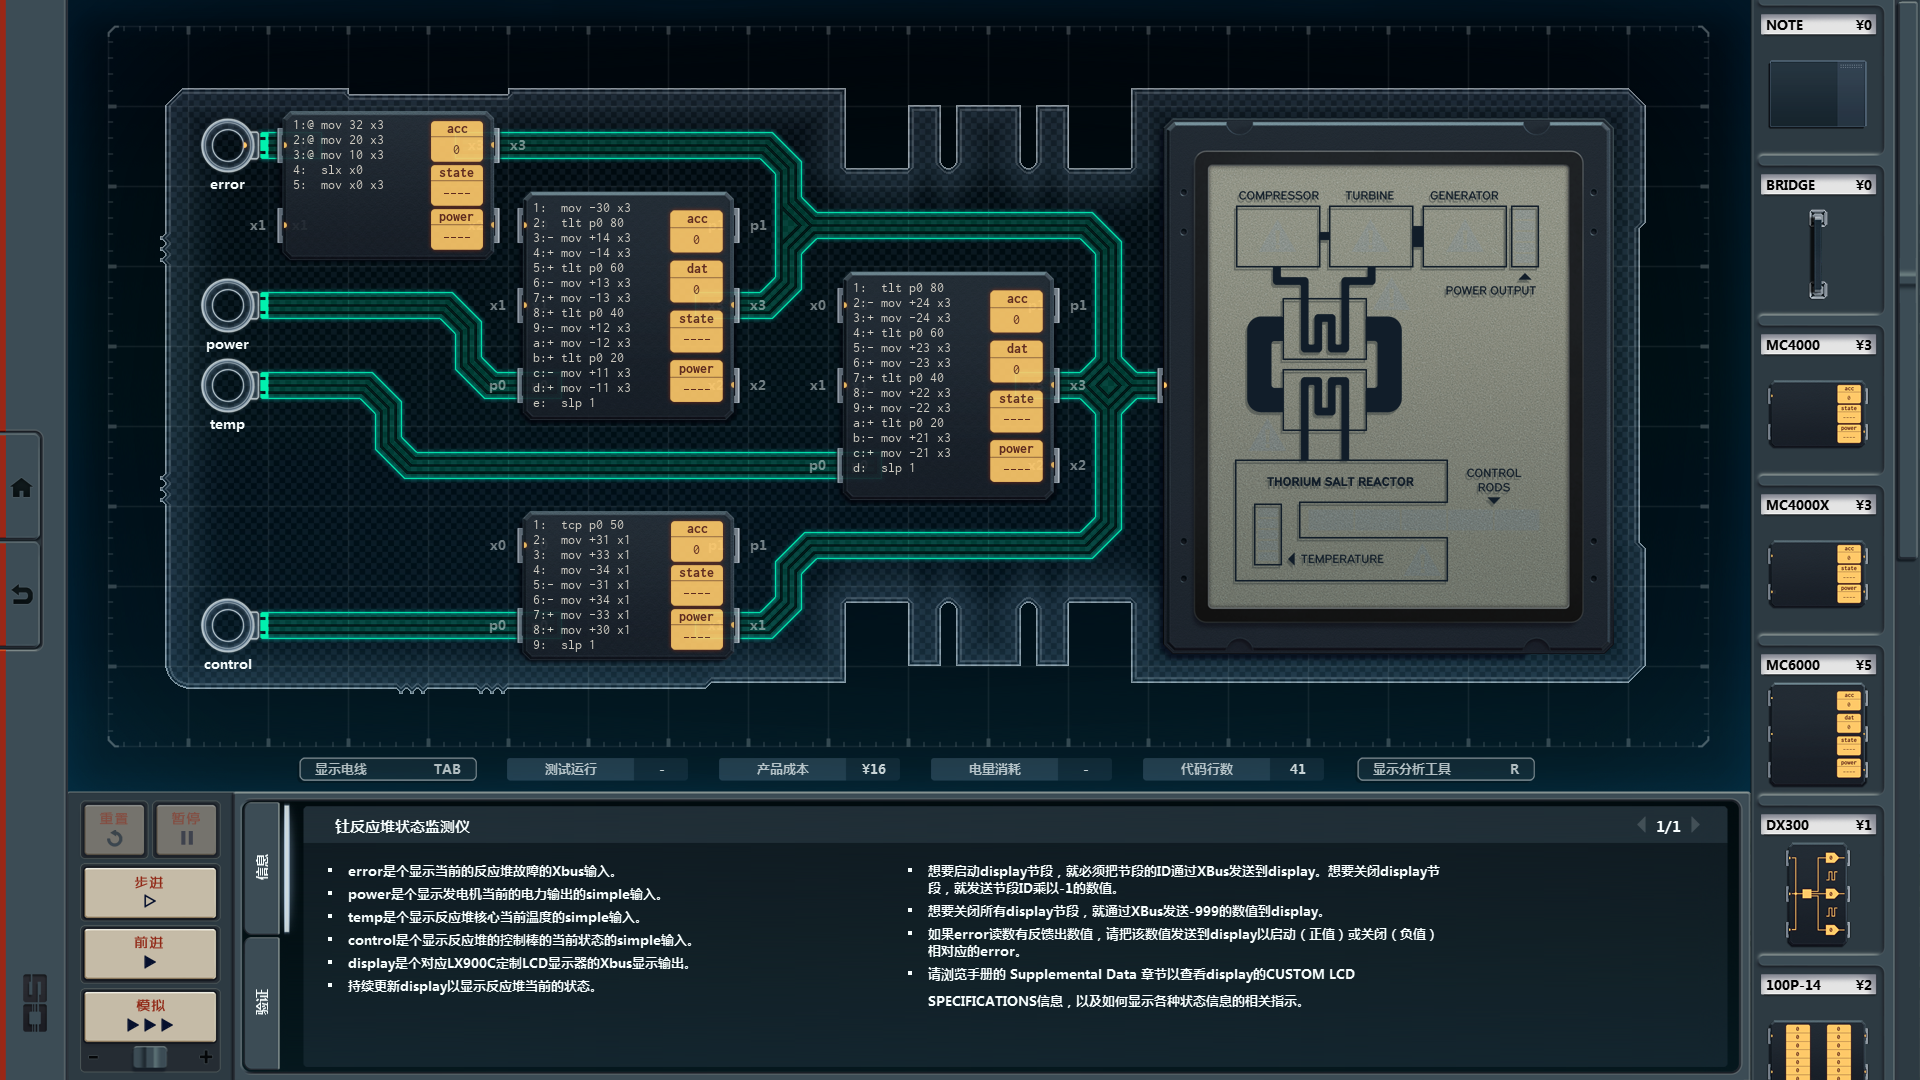 error
power
temp
control
1:@ mov 32 x3
2:@ mov 20 x3
3:@ mov 10 x3
4:  slx x0
5:  mov x0 x3
acc
0
state
----
power
----
x3
x1
1:  mov -30 x3
2:  tlt p0 80
3:- mov +14 x3
4:+ mov -14 x3
5:+ tlt p0 60
6:- mov +13 x3
7:+ mov -13 x3
8:+ tlt p0 40
9:- mov +12 x3
a:+ mov -12 x3
b:+ tlt p0 20
c:- mov +11 x3
d:+ mov -11 x3
e:  slp 1
acc
0
dat
0
state
----
power
----
x1
p0
p1
x3
x2
1:  tlt p0 80
2:- mov +24 x3
3:+ mov -24 x3
4:+ tlt p0 60
5:- mov +23 x3
6:+ mov -23 x3
7:+ tlt p0 40
8:- mov +22 x3
9:+ mov -22 x3
a:+ tlt p0 20
b:- mov +21 x3
c:+ mov -21 x3
d:  slp 1
acc
0
dat
0
state
----
power
----
x0
x1
p0
p1
x3
x2
1:  tcp p0 50
2:  mov +31 x1
3:  mov +33 x1
4:  mov -34 x1
5:- mov -31 x1
6:- mov +34 x1
7:+ mov -33 x1
8:+ mov +30 x1
9:  slp 1
acc
0
state
----
power
----
x0
p0
p1
x1
COMPRESSOR TURBINE GENERATOR
POWER OUTPUT
THORIUM SALT REACTOR
CONTROL
RODS
TEMPERATURE
NOTE ¥0
BRIDGE ¥0
MC4000 ¥3
acc
0
state
----
power
----
MC4000X ¥3
acc
0
state
----
power
----
MC6000 ¥5
acc
0
dat
0
state
----
power
----
DX300 ¥1
100P-14 ¥2
显示电线 TAB
测试运行 -
产品成本 ¥16
电量消耗 -
代码行数 41
显示分析工具 R
重置
暂停
步进
前进
模拟
- +
信息
验证
钍反应堆状态监测仪
1/1
▪ error是个显示当前的反应堆故障的Xbus输入。
▪ power是个显示发电机当前的电力输出的simple输入。
▪ temp是个显示反应堆核心当前温度的simple输入。
▪ control是个显示反应堆的控制棒的当前状态的simple输入。
▪ display是个对应LX900C定制LCD显示器的Xbus显示输出。
▪ 持续更新display以显示反应堆当前的状态。
▪ 想要启动display节段，就必须把节段的ID通过XBus发送到display。想要关闭display节
段，就发送节段ID乘以-1的数值。
▪ 想要关闭所有display节段，就通过XBus发送-999的数值到display。
▪ 如果error读数有反馈出数值，请把该数值发送到display以启动（正值）或关闭（负值）
相对应的error。
▪ 请浏览手册的 Supplemental Data 章节以查看display的CUSTOM LCD
SPECIFICATIONS信息，以及如何显示各种状态信息的相关指示。